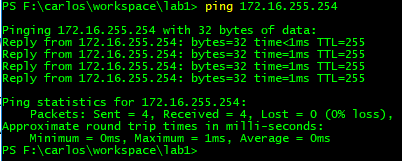 PS F:\carlos\workspace\lab1> ping 172.16.255.254
Pinging 172.16.255.254 with 32 bytes of data:
Reply from 172.16.255.254: bytes=32 time<1ms TTL=255
Reply from 172.16.255.254: bytes=32 time=1ms TTL=255
Reply from 172.16.255.254: bytes=32 time=1ms TTL=255
Reply from 172.16.255.254: bytes=32 time=1ms TTL=255
Ping statistics for 172.16.255.254:
Packets: Sent = 4, Received = 4, Lost = 0 (0% loss),
Approximate round trip times in milli-seconds:
Minimum = 0ms, Maximum = 1ms, Average = 0ms
PS F:\carlos\workspace\lab1>